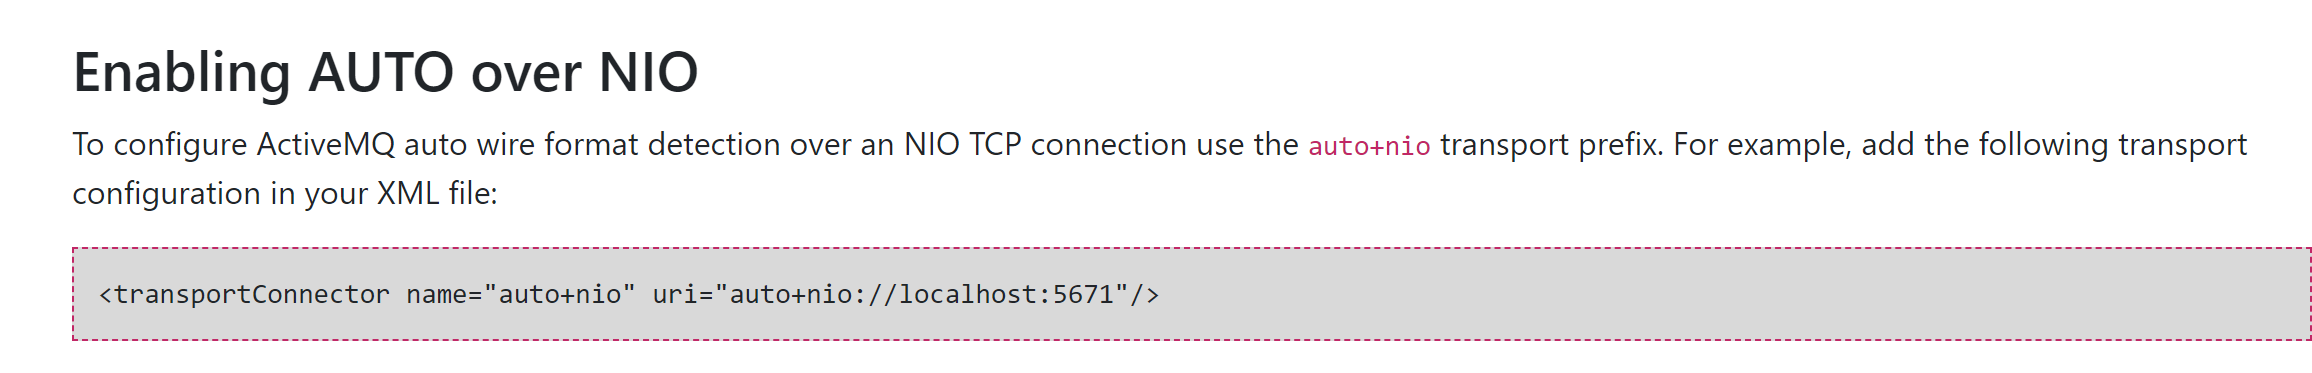 Enabling AUTO over NIO
To configure ActiveMQ auto wire format detection over an NIO TCP connection use the auto+nio transport prefix. For example, add the following transport
configuration in your XML file:
<transportConnector name="auto+nio" uri="auto+nio://localhost:5671"/>